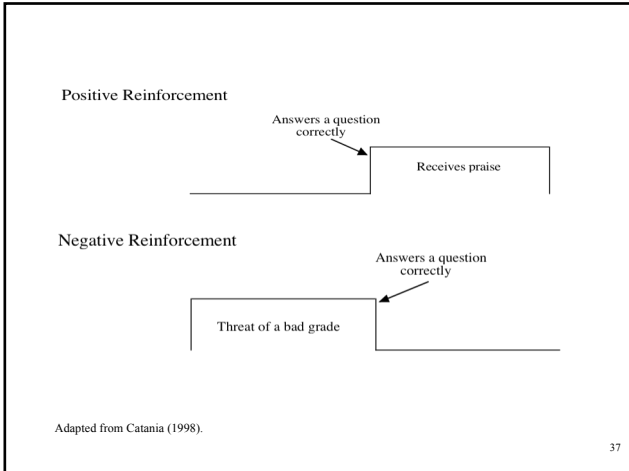 Positive Reinforcement
Answers a question
correctly
Receives praise
Negative Reinforcement
Answers a question
correctly
Threat of a bad grade
Adapted from Catania (1998).
37